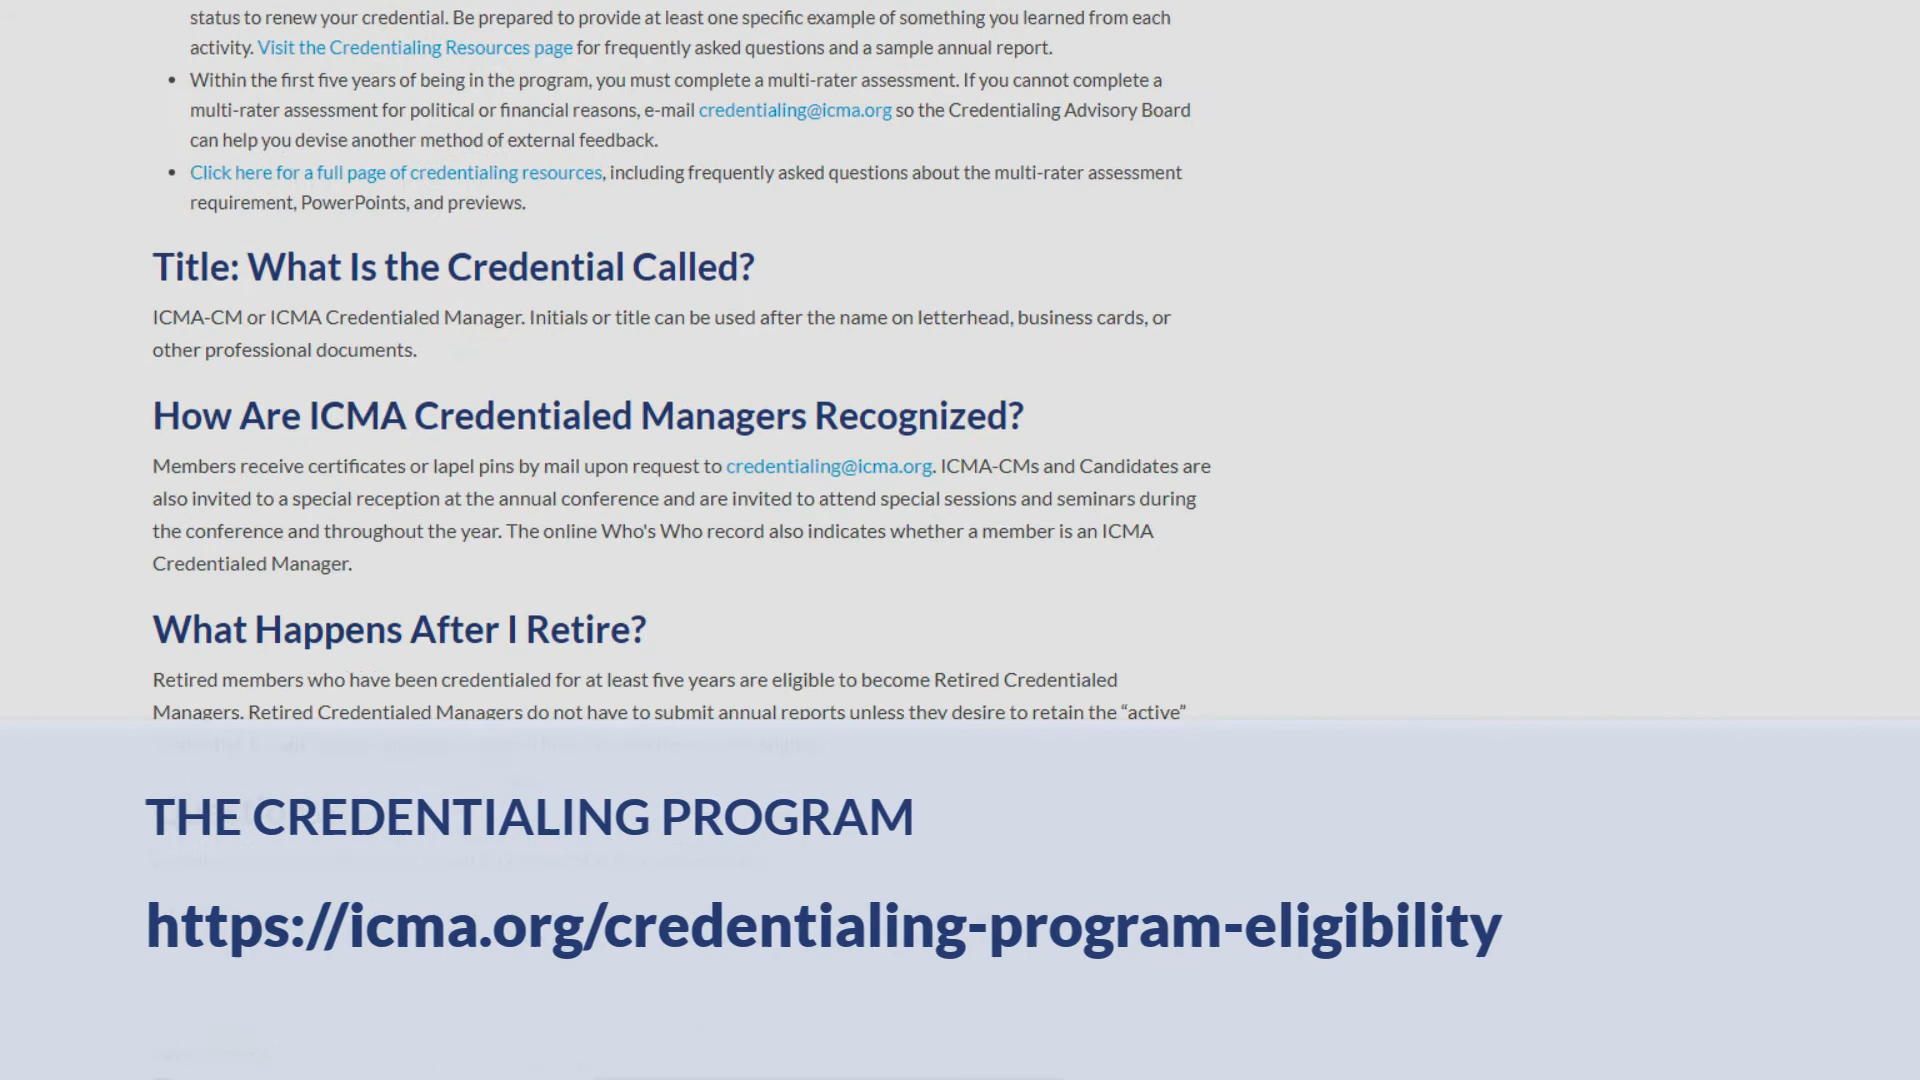 status to renew your credential. Be prepared to provide at least one specific example of something you learned from each
activity. Visit the Credentialing Resources page for frequently asked questions and a sample annual report.
• Within the first five years of being in the program, you must complete a multi-rater assessment. If you cannot complete a
multi-rater assessment for political or financial reasons, e-mail credentialing@icma.org so the Credentialing Advisory Board
can help you devise another method of external feedback.
• Click here for a full page of credentialing resources, including frequently asked questions about the multi-rater assessment
requirement, PowerPoints, and previews.
Title: What Is the Credential Called?
ICMA-CM or ICMA Credentialed Manager. Initials or title can be used after the name on letterhead, business cards, or
other professional documents.
How Are ICMA Credentialed Managers Recognized?
Members receive certificates or lapel pins by mail upon request to credentialing@icma.org. ICMA-CMs and Candidates are
also invited to a special reception at the annual conference and are invited to attend special sessions and seminars during
the conference and throughout the year. The online Who's Who record also indicates whether a member is an ICMA
Credentialed Manager.
What Happens After I Retire?
Retired members who have been credentialed for at least five years are eligible to become Retired Credentialed
Managers. Retired Credentialed Managers do not have to submit annual reports unless they desire to retain the “active”
THE CREDENTIALING PROGRAM
https://icma.org/credentialing-program-eligibility